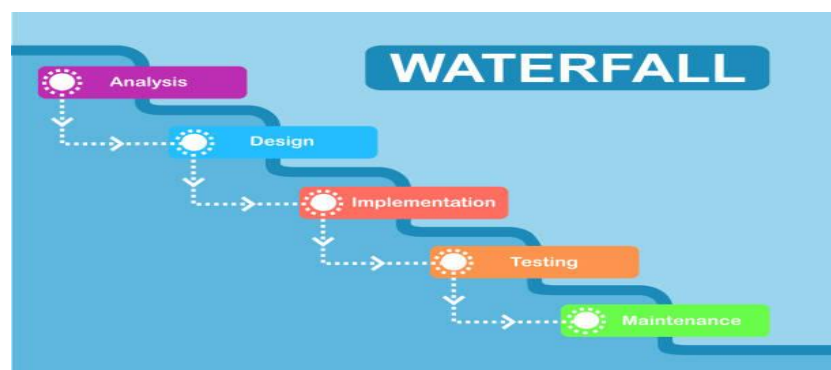 WATERFALL
Analysis
Design
Implementation
Testing
Maintenance